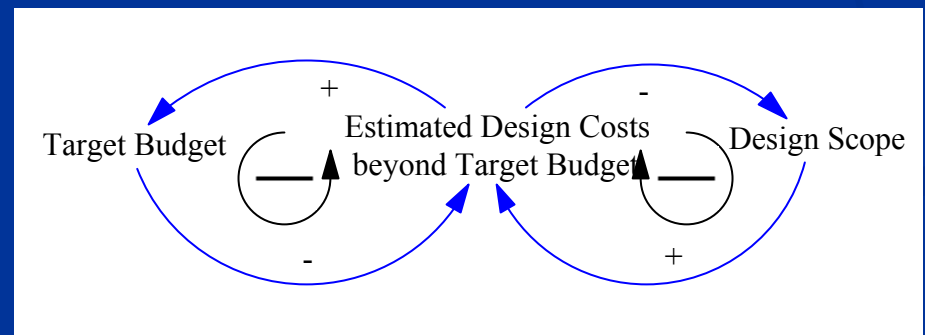 +
-
Target Budget
Estimated Design Costs
beyond Target Budget
Design Scope
-
+